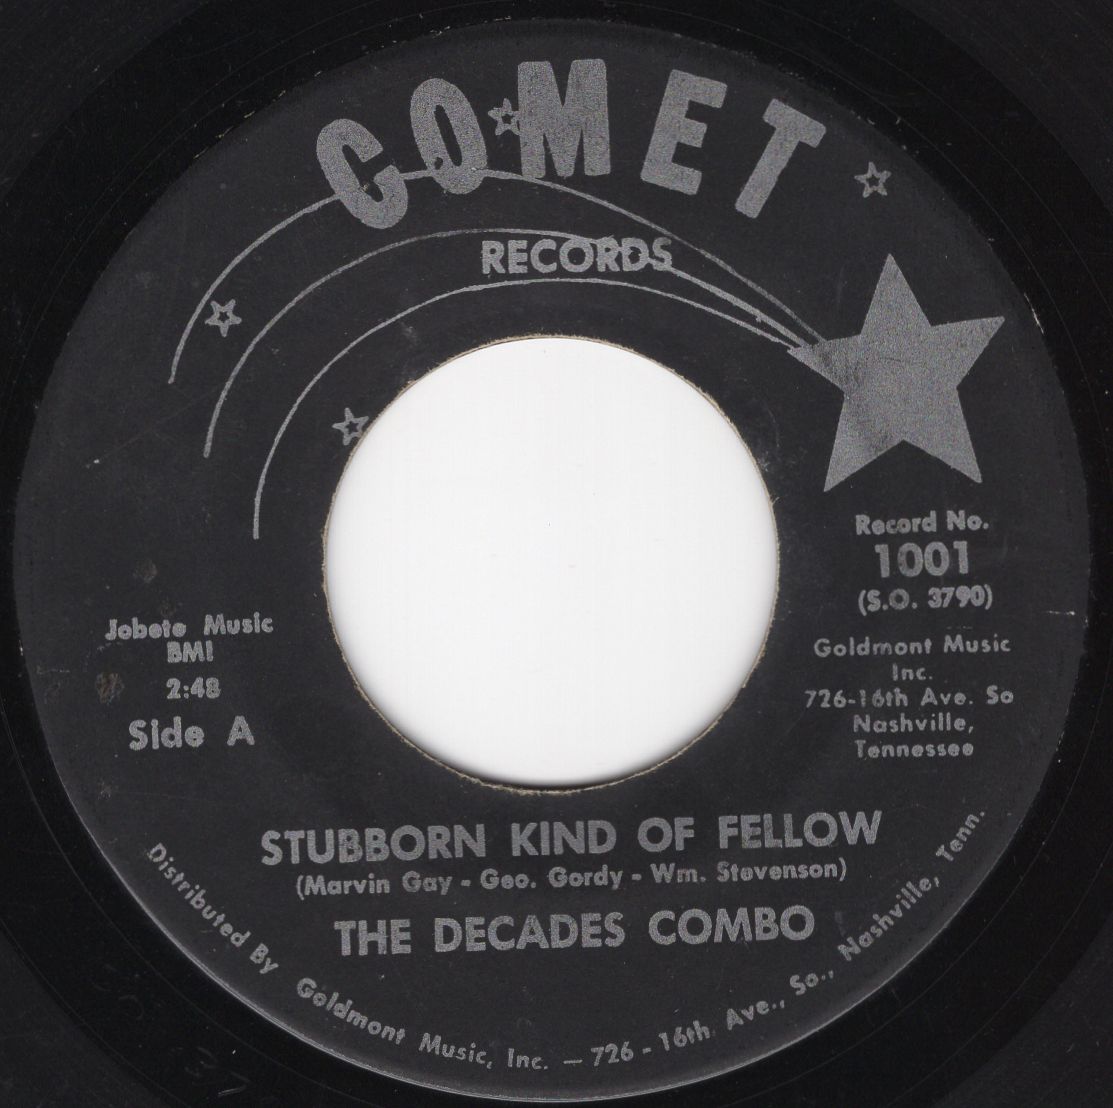 COMET
RECORDS
Record No.
1001
(S.O. 3790)
Goldmont Music
Inc.
726-16th Ave. So
Nashville,
Tennessee
Jobete Music
BMI
2:48
Side A
STUBBORN KIND OF FELLOW
(Marvin Gay - Geo. Gordy - Wm. Stevenson)
THE DECADES COMBO
Distributed By Goldmont Music, Inc. — 726 - 16th. Ave., So., Nashville, Tenn.